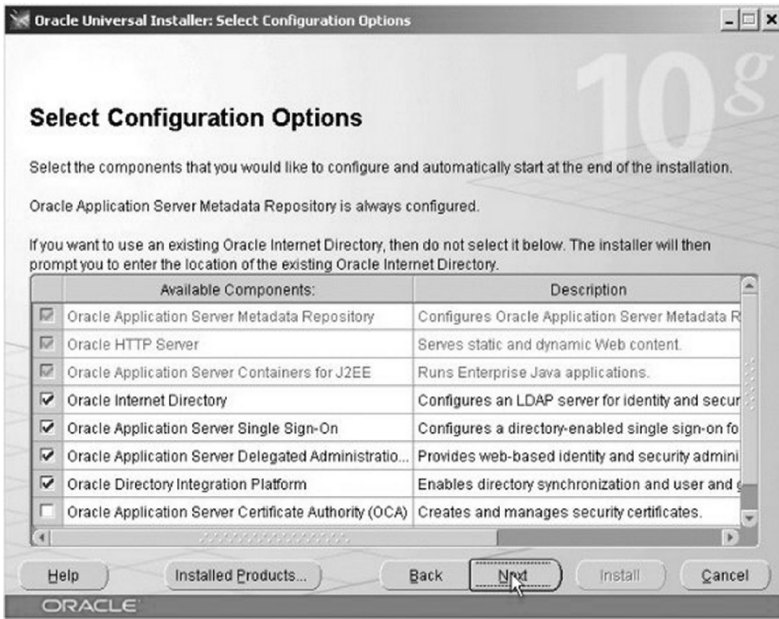 Oracle Universal Installer: Select Configuration Options
10g
Select Configuration Options
Select the components that you would like to configure and automatically start at the end of the installation.
Oracle Application Server Metadata Repository is always configured.
If you want to use an existing Oracle Internet Directory, then do not select it below. The installer will then
prompt you to enter the location of the existing Oracle Internet Directory.
Available Components: Description
Oracle Application Server Metadata Repository Configures Oracle Application Server Metadata R
Oracle HTTP Server Serves static and dynamic Web content.
Oracle Application Server Containers for J2EE Runs Enterprise Java applications.
Oracle Internet Directory Configures an LDAP server for identity and secur
Oracle Application Server Single Sign-On Configures a directory-enabled single sign-on fo
Oracle Application Server Delegated Administratio... Provides web-based identity and security admini
Oracle Directory Integration Platform Enables directory synchronization and user and g
Oracle Application Server Certificate Authority (OCA) Creates and manages security certificates.
Help Installed Products... Back Next Install Cancel
ORACLE